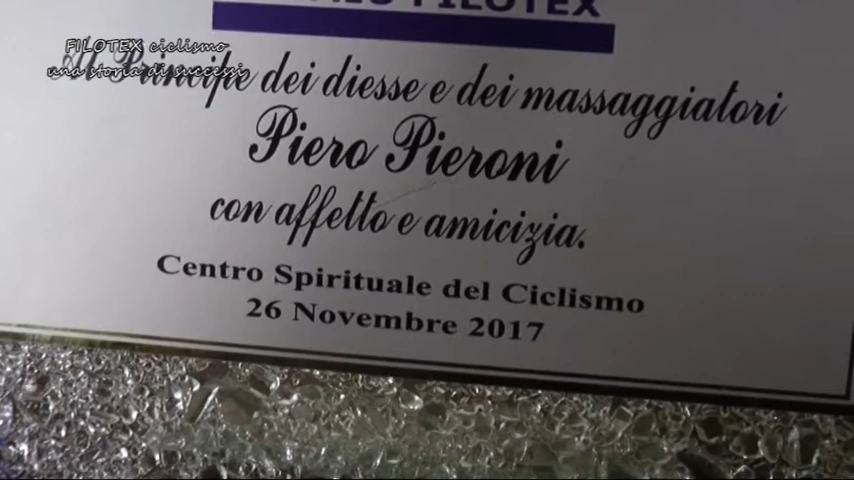 FILOTEX
FILOTEX ciclismo
una storia di successi
Al Principe dei diesse e dei massaggiatori
Piero Pieroni
con affetto e amicizia.
Centro Spirituale del Ciclismo
26 Novembre 2017